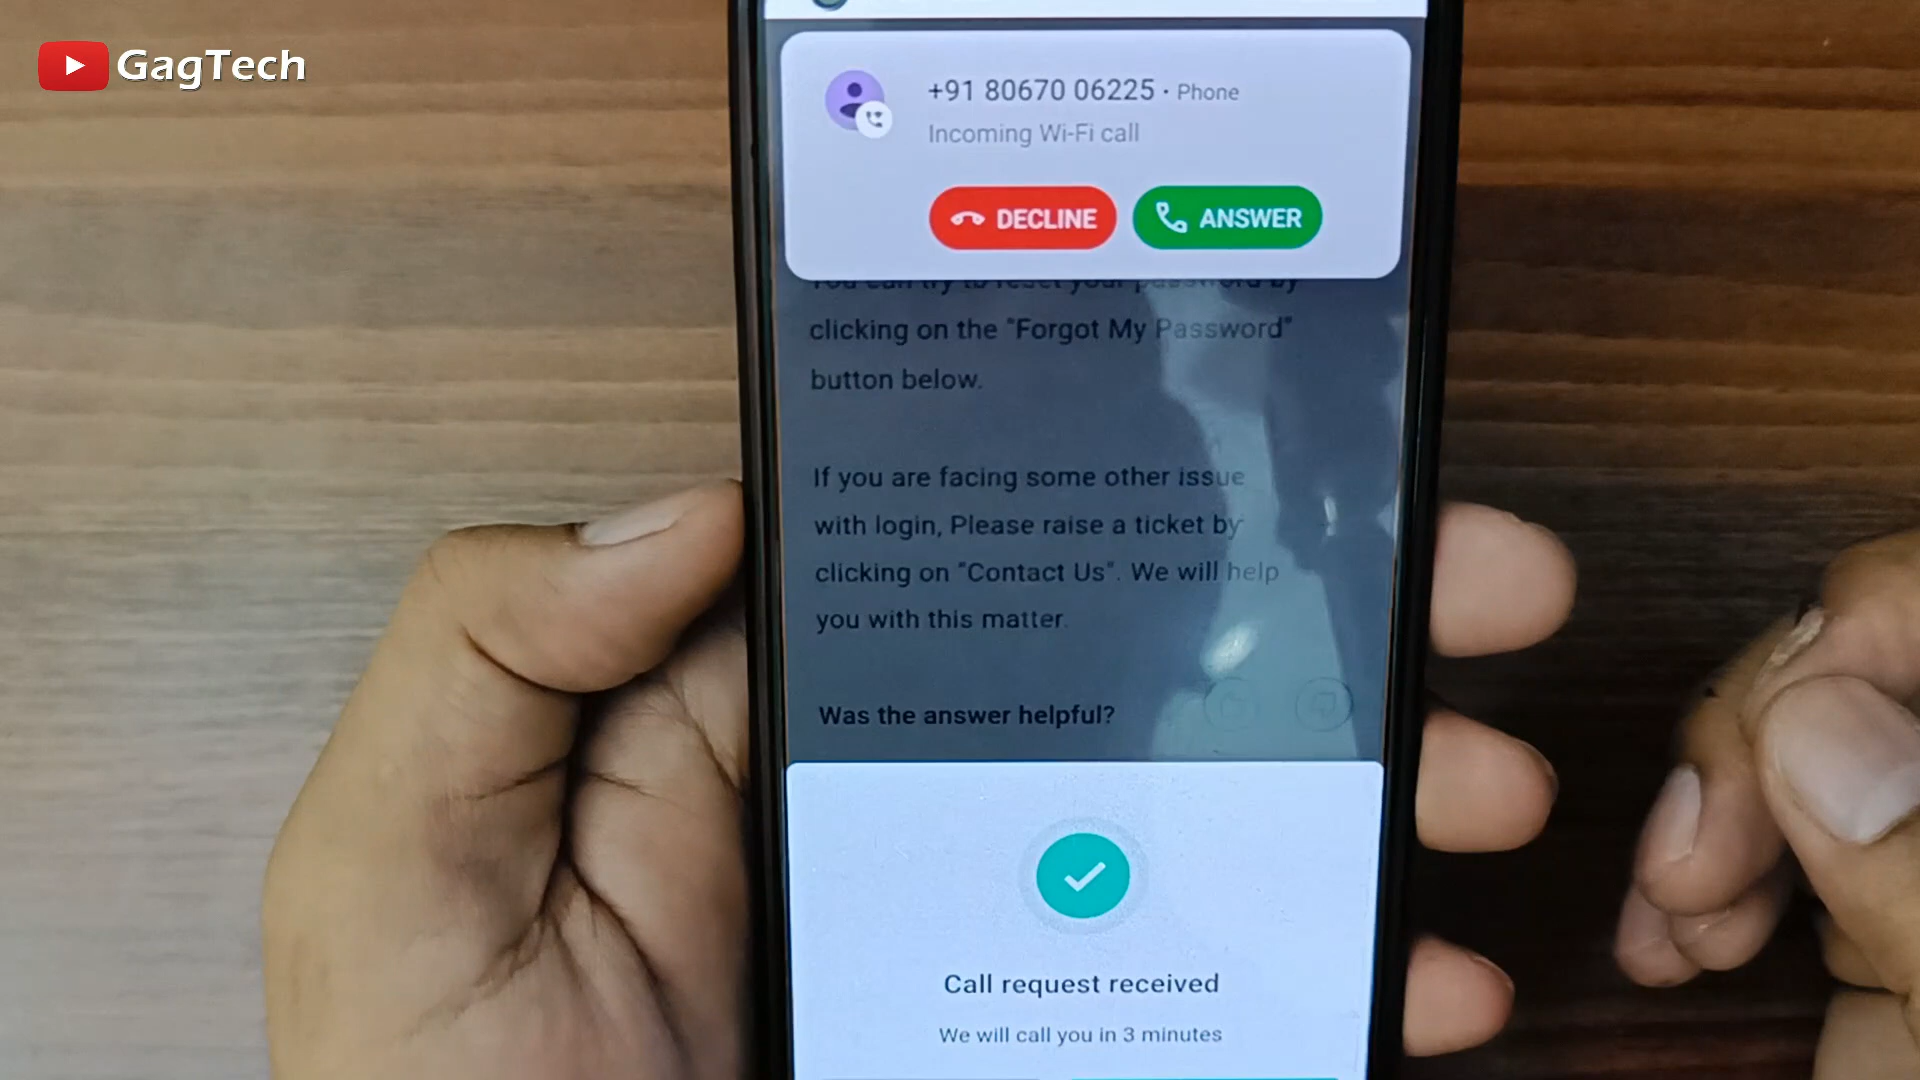 GagTech
+91 80670 06225 · Phone
Incoming Wi-Fi call
DECLINE
ANSWER
You can try to reset your password by
clicking on the "Forgot My Password"
button below.
If you are facing some other issue
with login, Please raise a ticket by
clicking on "Contact Us". We will help
you with this matter.
Was the answer helpful?
Call request received
We will call you in 3 minutes